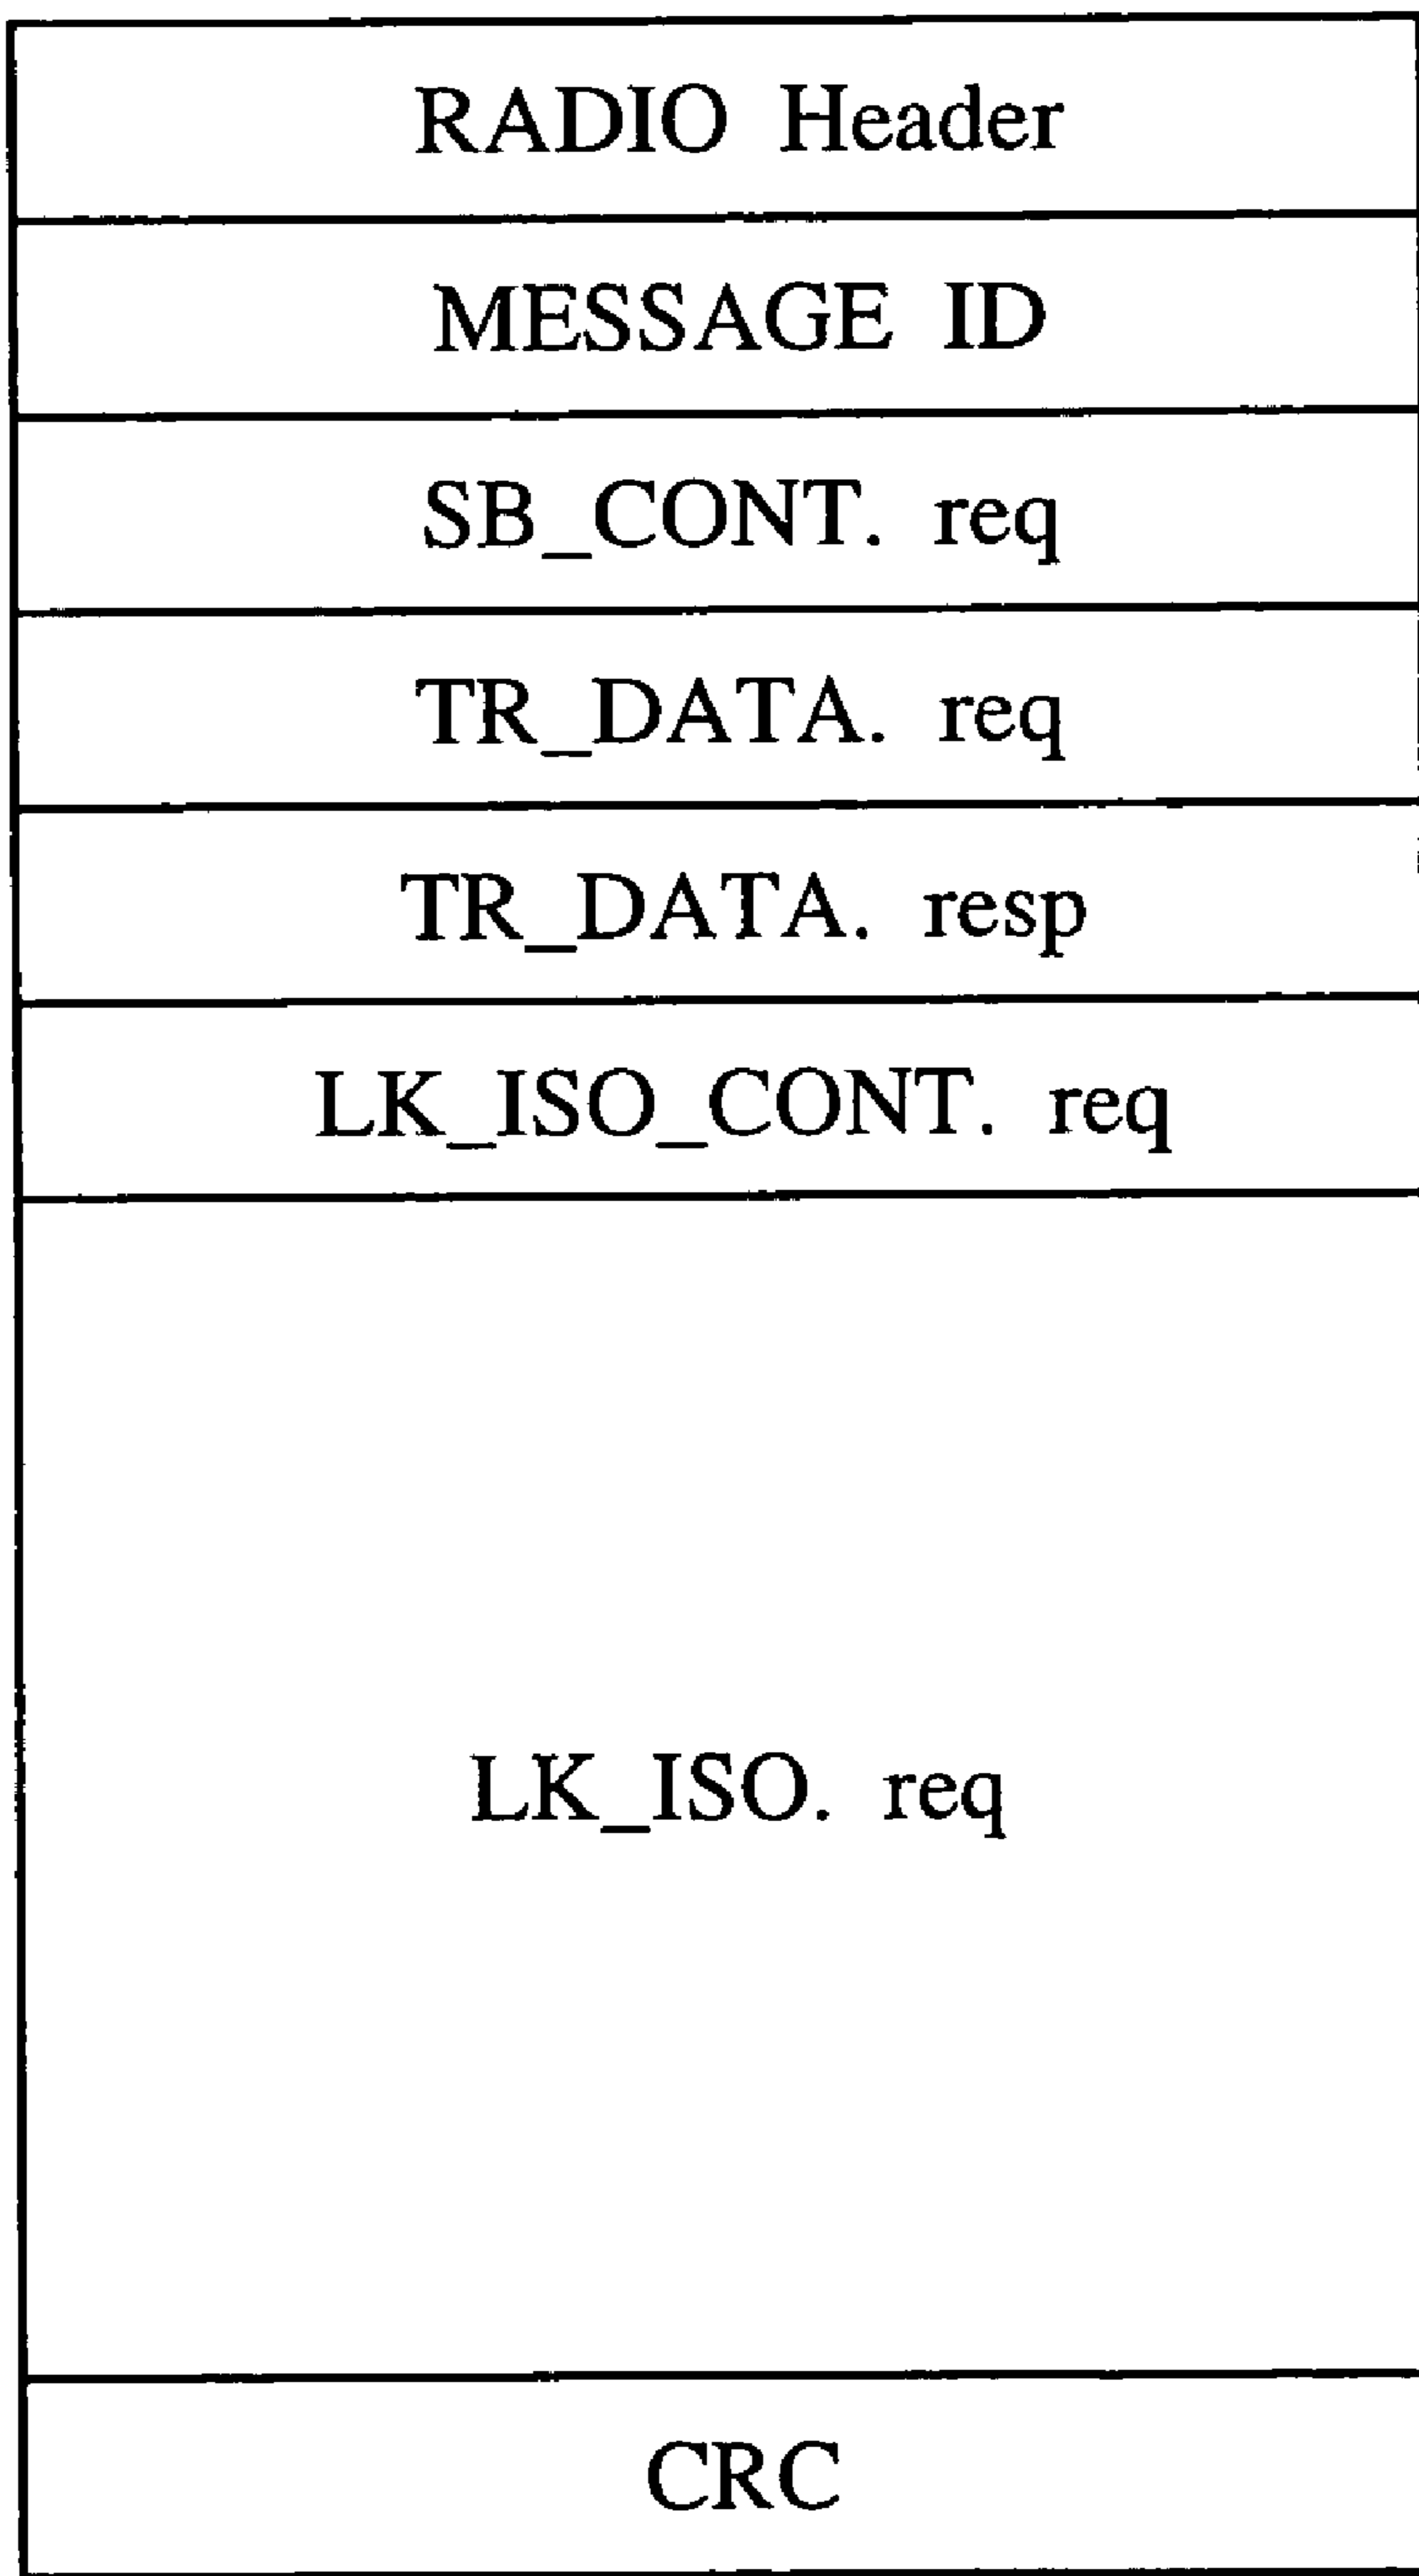 RADIO Header
MESSAGE ID
SB_CONT. req
TR_DATA. req
TR_DATA. resp
LK_ISO_CONT. req
LK_ISO. req
CRC